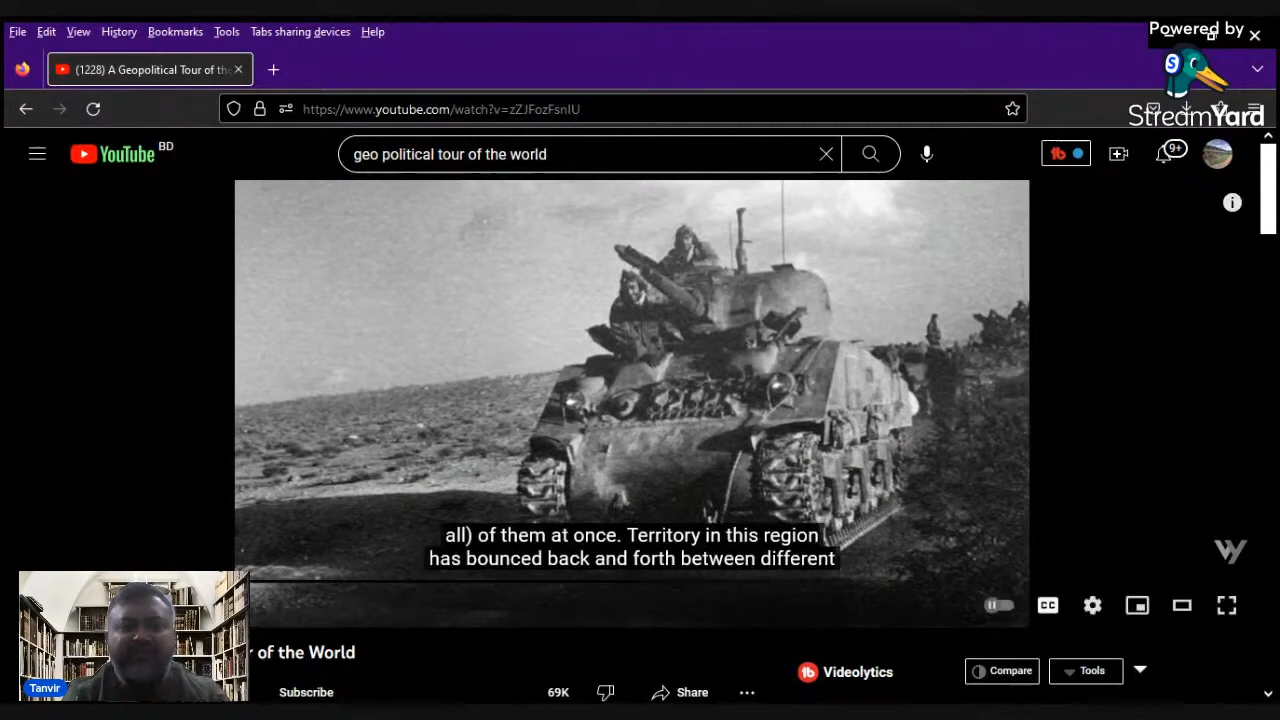 File Edit View History Bookmarks Tools Tabs sharing devices Help
Powered by
StreamYard
(1228) A Geopolitical Tour of the
https://www.youtube.com/watch?v=zZJFozFsnIU
YouTube BD
geo political tour of the world
9+
all) of them at once. Territory in this region
has bounced back and forth between different
CC
of the World
Videolytics
Compare
Tools
Subscribe
69K
Share
Tanvir